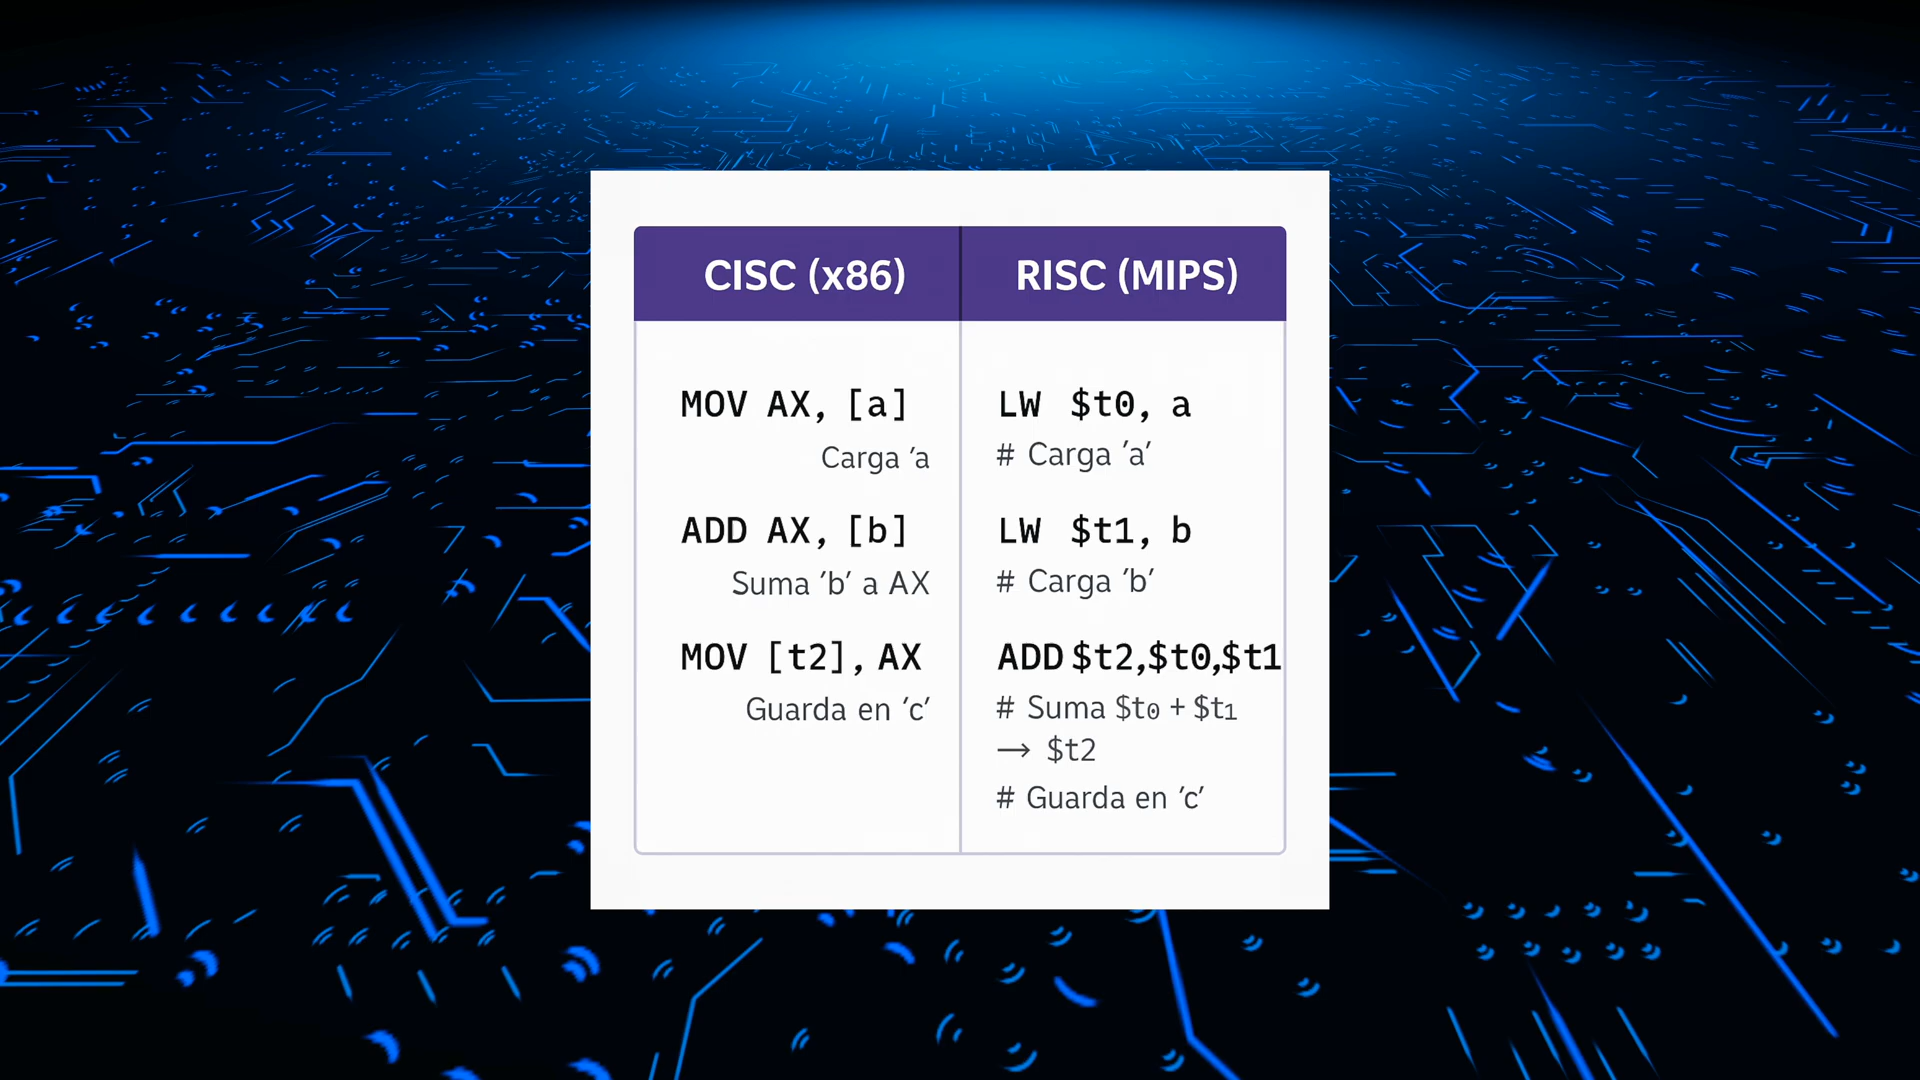 CISC (x86)
MOV AX, [a]
Carga 'a
ADD AX, [b]
Suma 'b' a AX
MOV [t2], AX
Guarda en 'c'
RISC (MIPS)
LW $t0, a
# Carga 'a'
LW $t1, b
# Carga 'b'
ADD $t2,$t0,$t1
# Suma $t₀ + $t₁
→ $t2
# Guarda en 'c'